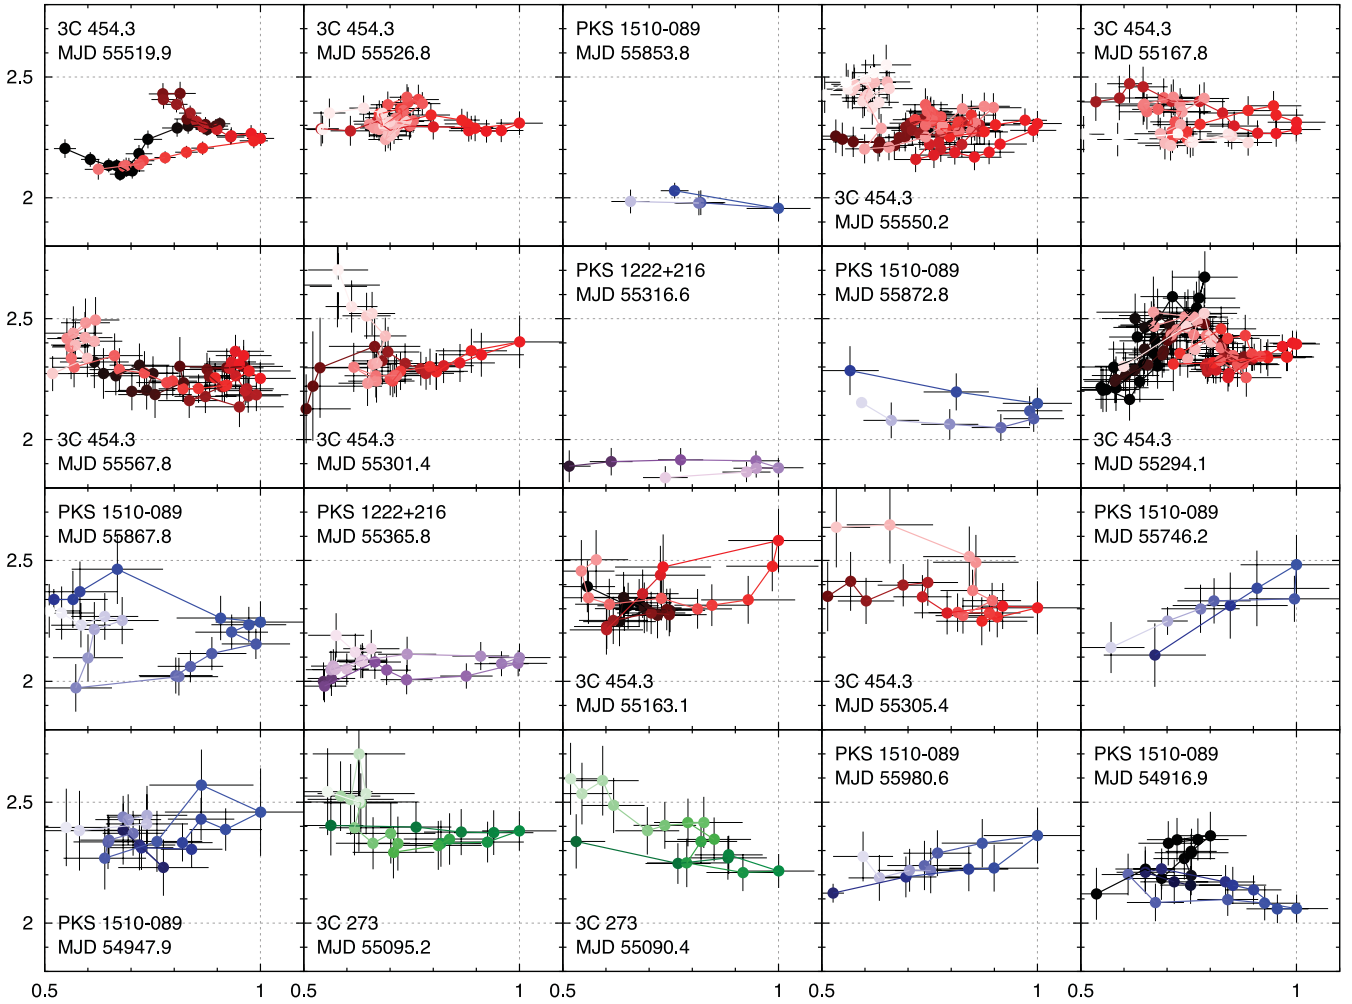 3C 454.3
MJD 55519.9
3C 454.3
MJD 55526.8
PKS 1510-089
MJD 55853.8
3C 454.3
MJD 55550.2
3C 454.3
MJD 55167.8
2.5
2
3C 454.3
MJD 55567.8
3C 454.3
MJD 55301.4
PKS 1222+216
MJD 55316.6
PKS 1510-089
MJD 55872.8
3C 454.3
MJD 55294.1
2.5
2
PKS 1510-089
MJD 55867.8
PKS 1222+216
MJD 55365.8
3C 454.3
MJD 55163.1
3C 454.3
MJD 55305.4
PKS 1510-089
MJD 55746.2
2.5
2
PKS 1510-089
MJD 54947.9
3C 273
MJD 55095.2
3C 273
MJD 55090.4
PKS 1510-089
MJD 55980.6
PKS 1510-089
MJD 54916.9
2.5
2
0.5 1 0.5 1 0.5 1